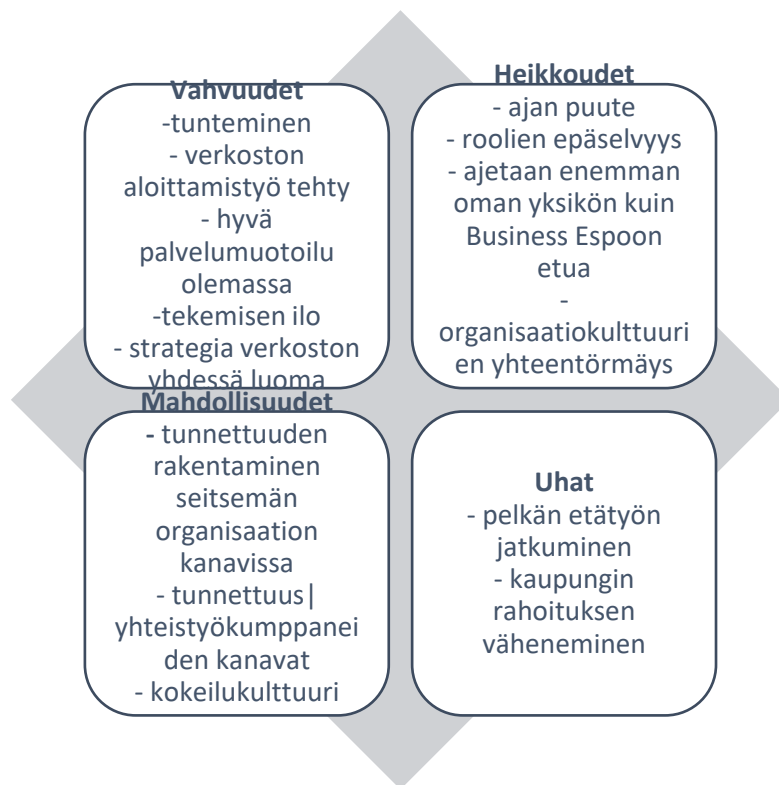 Vahvuudet
-tunteminen
- verkoston
aloittamistyö tehty
- hyvä
palvelumuotoilu
olemassa
-tekemisen ilo
- strategia verkoston
yhdessä luoma
Heikkoudet
- ajan puute
- roolien epäselvyys
- ajetaan enemman
oman yksikön kuin
Business Espoon
etua
-
organisaatiokulttuuri
en yhteentörmäys
Mahdollisuudet
- tunnettuuden
rakentaminen
seitsemän
organisaation
kanavissa
- tunnettuus|
yhteistyökumppanei
den kanavat
- kokeilukulttuuri
Uhat
- pelkän etätyön
jatkuminen
- kaupungin
rahoituksen
väheneminen